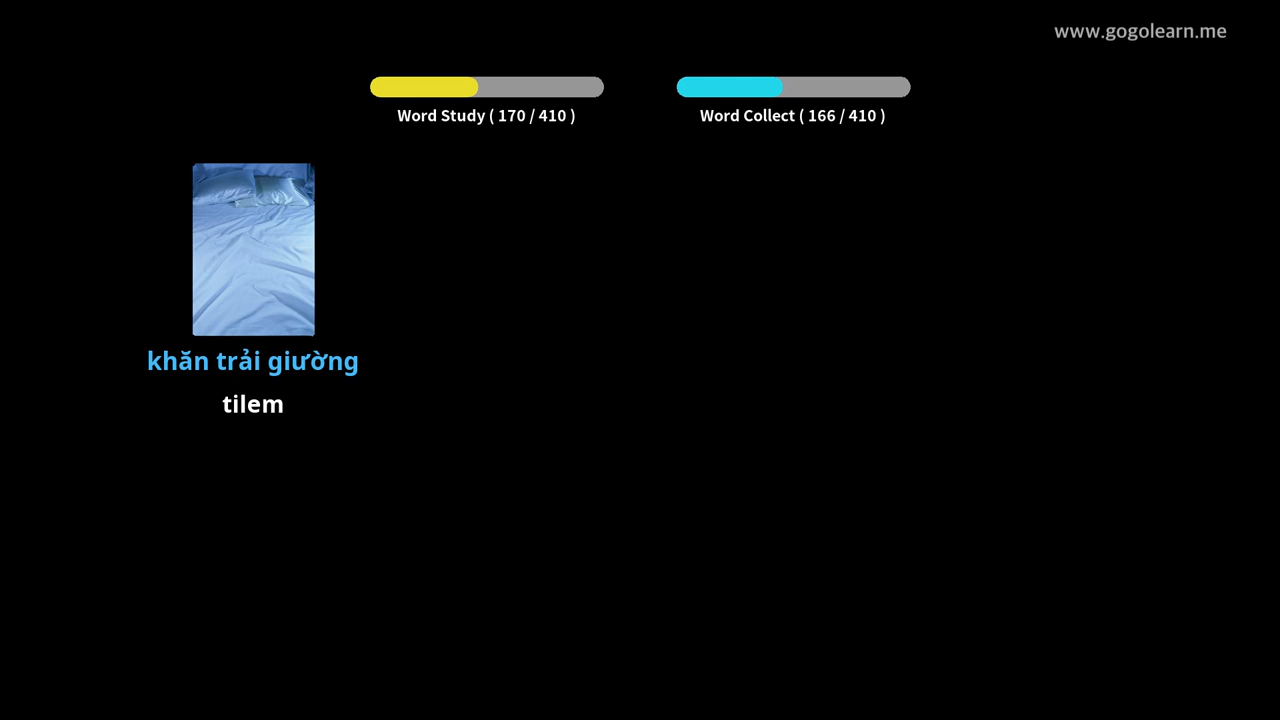 www.gogolearn.me
Word Study ( 170 / 410 )
Word Collect ( 166 / 410 )
khăn trải giường
tilem